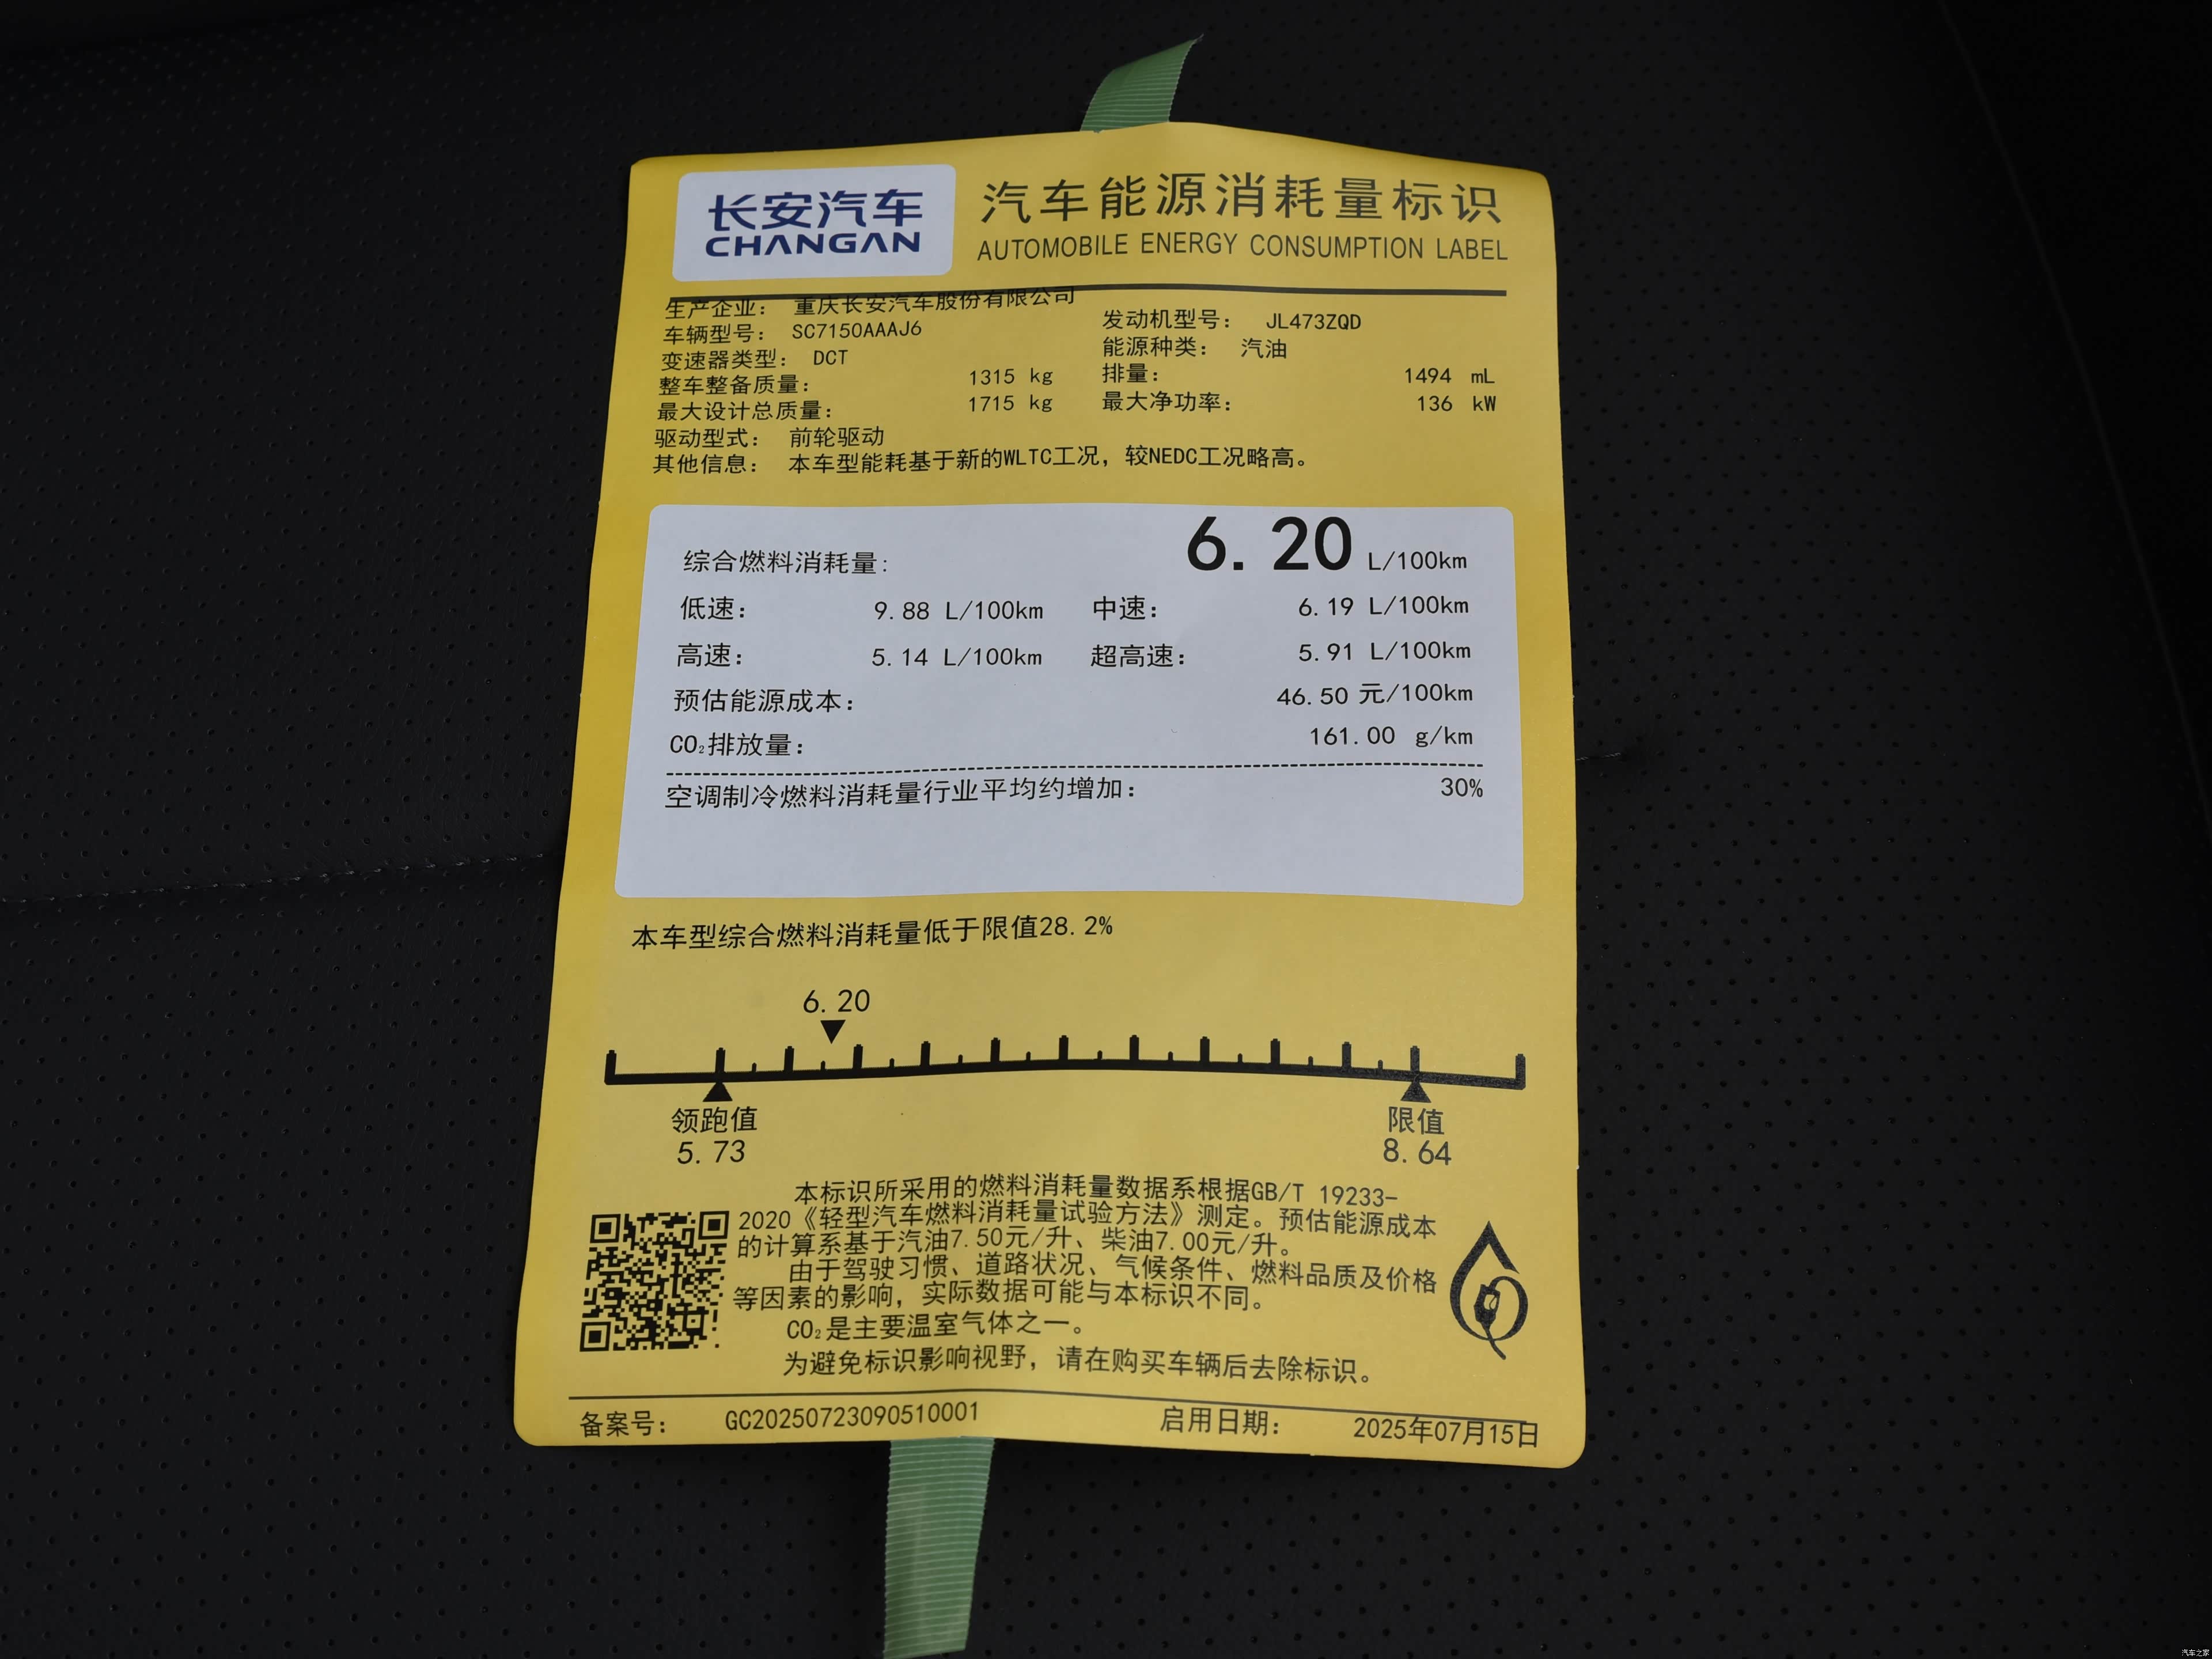 长安汽车
CHANGAN
汽车能源消耗量标识
AUTOMOBILE ENERGY CONSUMPTION LABEL
生产企业： 重庆长安汽车股份有限公司
车辆型号： SC7150AAAJ6 发动机型号： JL473ZQD
变速器类型： DCT 能源种类： 汽油
整车整备质量： 1315 kg 排量： 1494 mL
最大设计总质量： 1715 kg 最大净功率： 136 kW
驱动型式： 前轮驱动
其他信息： 本车型能耗基于新的WLTC工况，较NEDC工况略高。
综合燃料消耗量： 6.20 L/100km
低速： 9.88 L/100km 中速： 6.19 L/100km
高速： 5.14 L/100km 超高速： 5.91 L/100km
预估能源成本： 46.50 元/100km
CO₂排放量： 161.00 g/km
空调制冷燃料消耗量行业平均约增加： 30%
本车型综合燃料消耗量低于限值28.2%
6.20
领跑值 限值
5.73 8.64
本标识所采用的燃料消耗量数据系根据GB/T 19233-
2020《轻型汽车燃料消耗量试验方法》测定。预估能源成本
的计算系基于汽油7.50元/升、柴油7.00元/升。
由于驾驶习惯、道路状况、气候条件、燃料品质及价格
等因素的影响，实际数据可能与本标识不同。
CO₂是主要温室气体之一。
为避免标识影响视野，请在购买车辆后去除标识。
备案号： GC20250723090510001 启用日期： 2025年07月15日
汽车之家